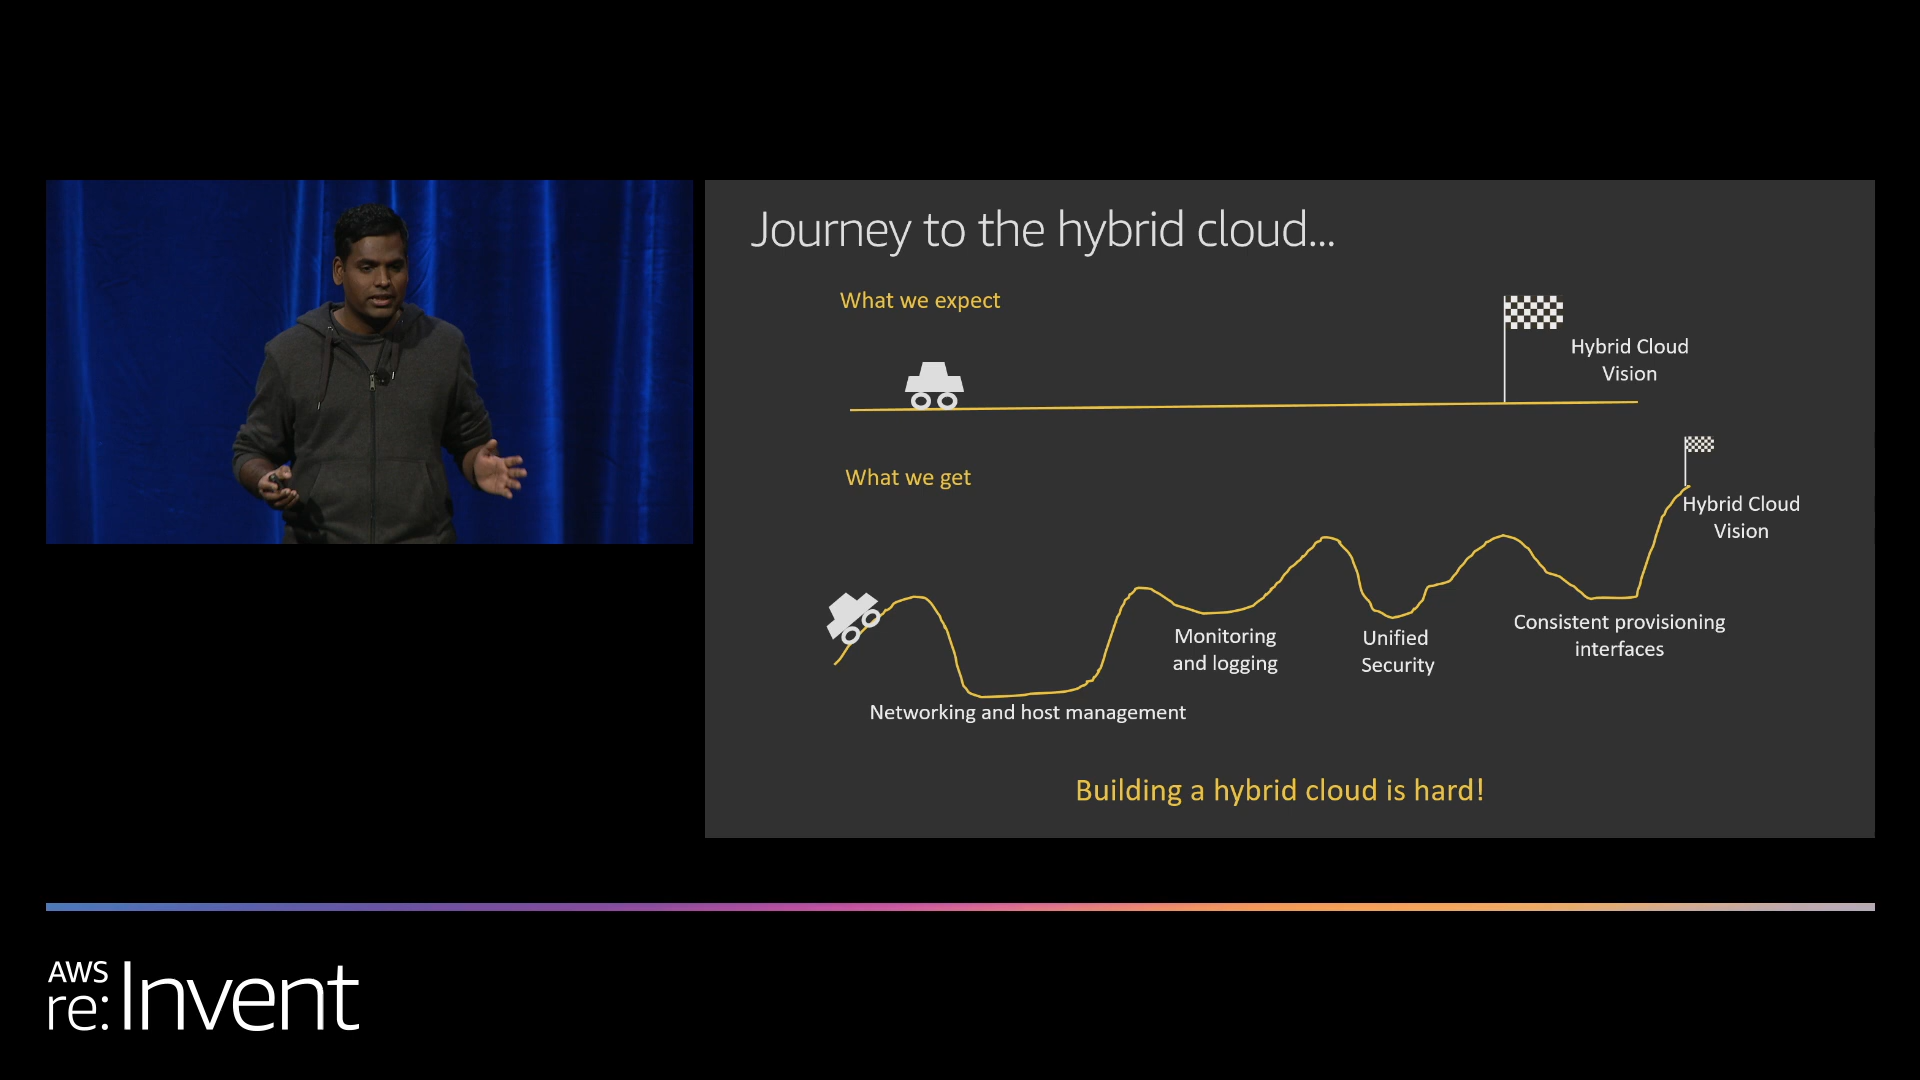 Journey to the hybrid cloud...
What we expect
Hybrid Cloud
Vision
What we get
Hybrid Cloud
Vision
Monitoring
and logging
Unified
Security
Consistent provisioning
interfaces
Networking and host management
Building a hybrid cloud is hard!
AWS
re:Invent